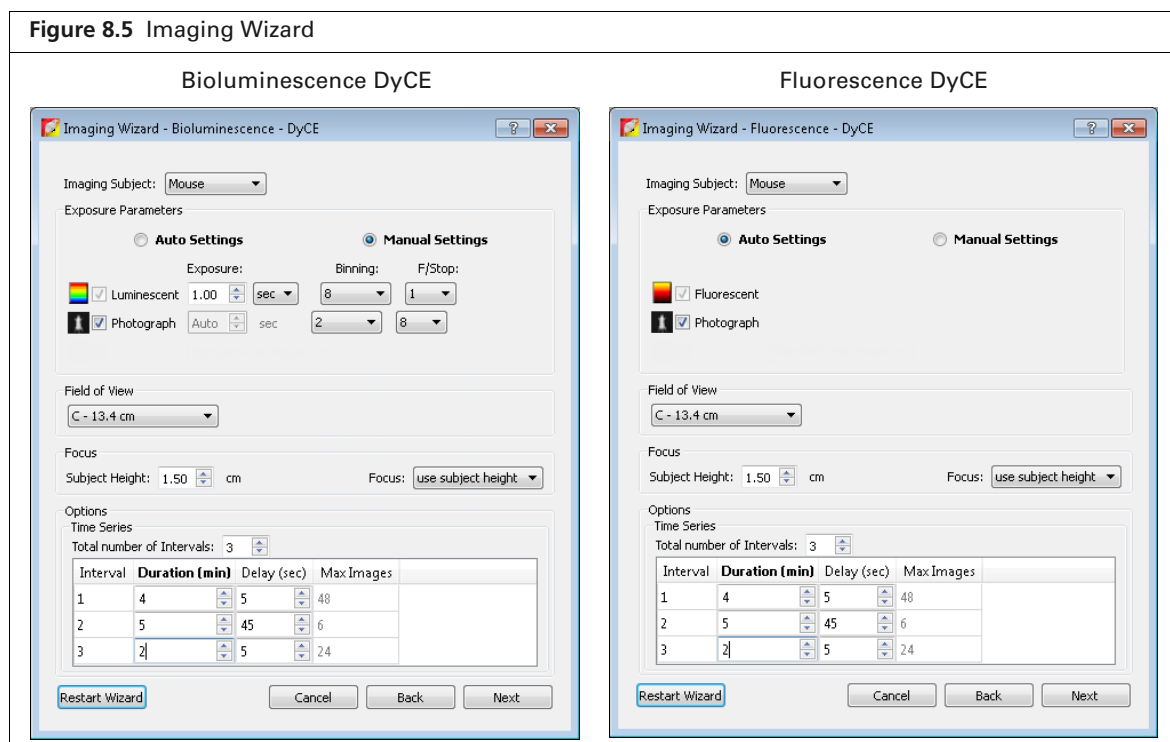 Figure 8.5 Imaging Wizard
Bioluminescence DyCE
Imaging Wizard - Bioluminescence - DyCE
Imaging Subject: Mouse
Exposure Parameters
Auto Settings Manual Settings
Exposure: Binning: F/Stop:
Luminescent 1.00 sec 8 1
Photograph Auto sec 2 8
Field of View
C - 13.4 cm
Focus
Subject Height: 1.50 cm Focus: use subject height
Options
Time Series
Total number of Intervals: 3
Interval Duration (min) Delay (sec) Max Images
1 4 5 48
2 5 45 6
3 2 5 24
Restart Wizard Cancel Back Next
Fluorescence DyCE
Imaging Wizard - Fluorescence - DyCE
Imaging Subject: Mouse
Exposure Parameters
Auto Settings Manual Settings
Fluorescent
Photograph
Field of View
C - 13.4 cm
Focus
Subject Height: 1.50 cm Focus: use subject height
Options
Time Series
Total number of Intervals: 3
Interval Duration (min) Delay (sec) Max Images
1 4 5 48
2 5 45 6
3 2 5 24
Restart Wizard Cancel Back Next